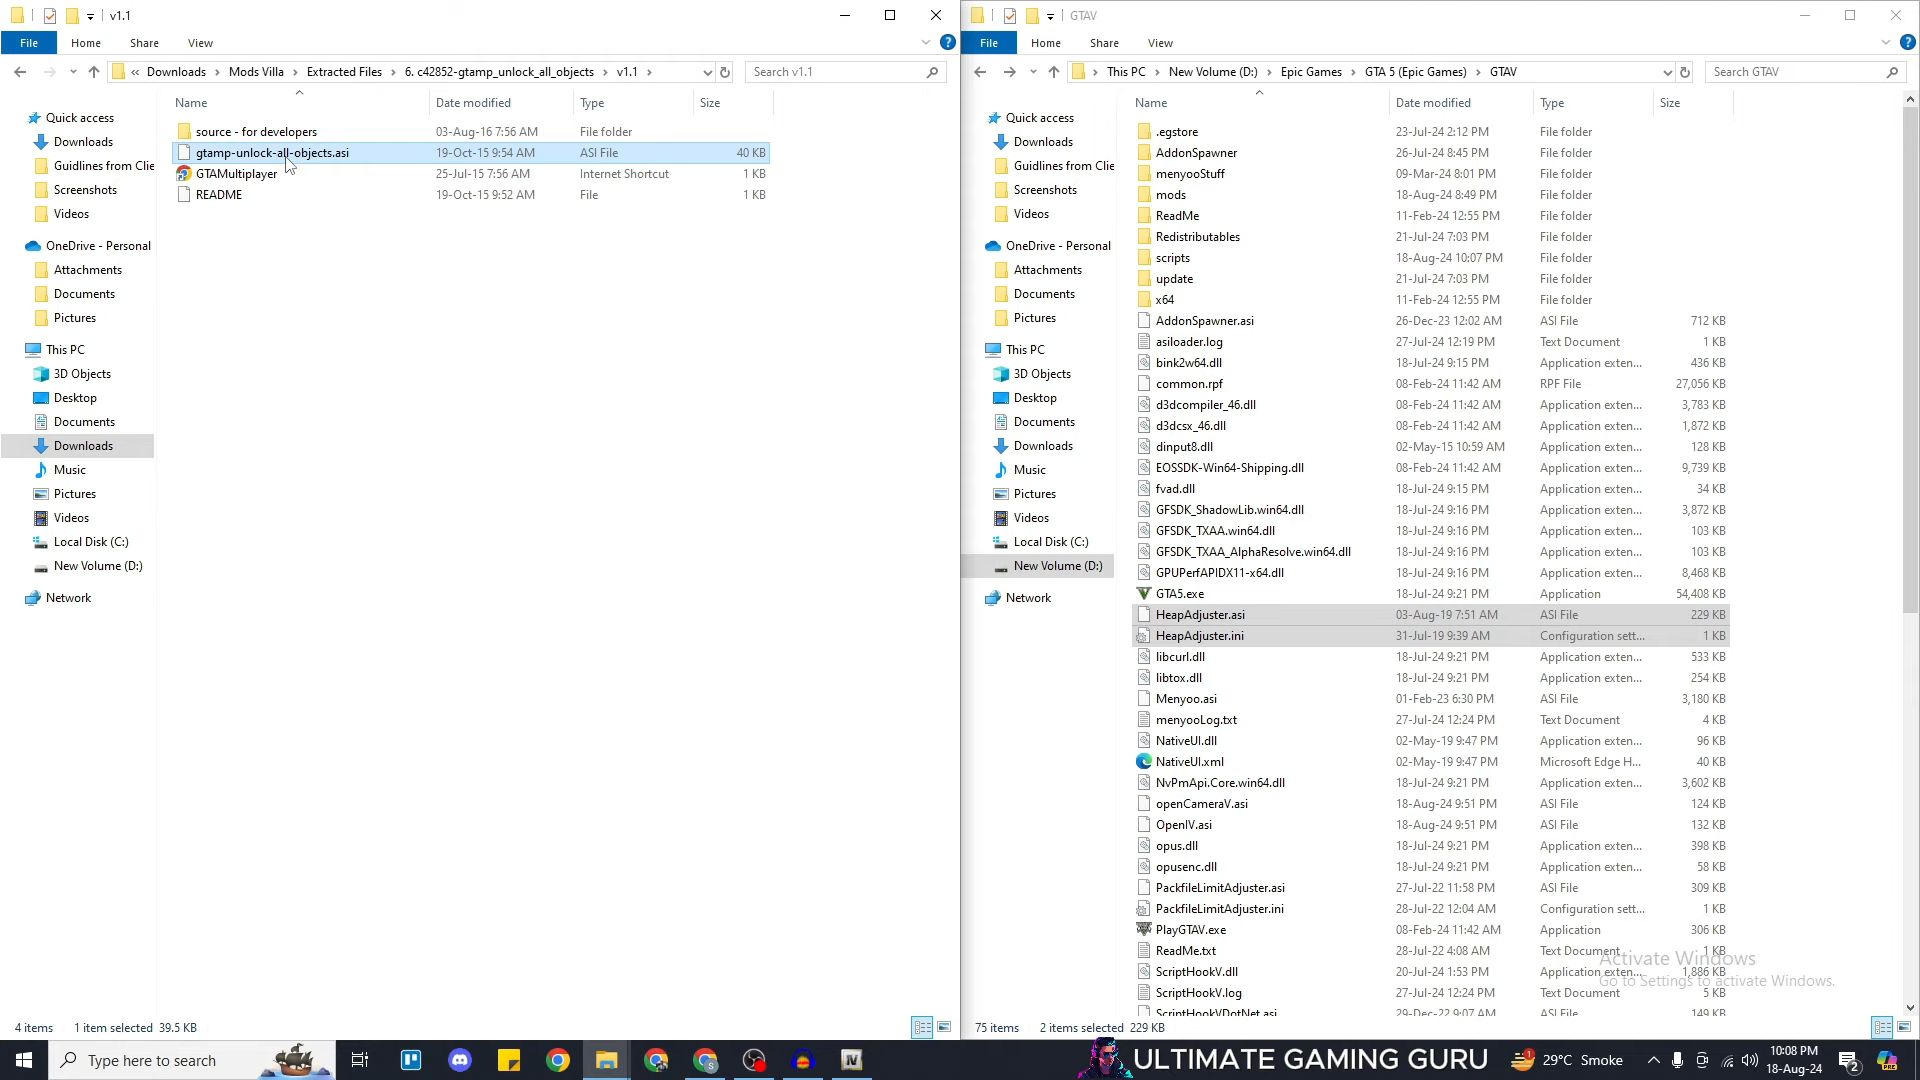 v1.1
File Home Share View
Downloads Mods Villa Extracted Files 6. c42852-gtamp_unlock_all_objects v1.1
Search v1.1
Quick access
Downloads
Guidlines from Clie
Screenshots
Videos
OneDrive - Personal
Attachments
Documents
Pictures
This PC
3D Objects
Desktop
Documents
Downloads
Music
Pictures
Videos
Local Disk (C:)
New Volume (D:)
Network
Name Date modified Type Size
source - for developers 03-Aug-16 7:56 AM File folder
gtamp-unlock-all-objects.asi 19-Oct-15 9:54 AM ASI File 40 KB
GTAMultiplayer 25-Jul-15 7:56 AM Internet Shortcut 1 KB
README 19-Oct-15 9:52 AM File 1 KB
4 items 1 item selected 39.5 KB
GTAV
File Home Share View
This PC New Volume (D:) Epic Games GTA 5 (Epic Games) GTAV
Search GTAV
Quick access
Downloads
Guidlines from Clie
Screenshots
Videos
OneDrive - Personal
Attachments
Documents
Pictures
This PC
3D Objects
Desktop
Documents
Downloads
Music
Pictures
Videos
Local Disk (C:)
New Volume (D:)
Network
Name Date modified Type Size
.egstore 23-Jul-24 2:12 PM File folder
AddonSpawner 26-Jul-24 8:45 PM File folder
menyooStuff 09-Mar-24 8:01 PM File folder
mods 18-Aug-24 8:49 PM File folder
ReadMe 11-Feb-24 12:55 PM File folder
Redistributables 21-Jul-24 7:03 PM File folder
scripts 18-Aug-24 10:07 PM File folder
update 21-Jul-24 7:03 PM File folder
x64 11-Feb-24 12:55 PM File folder
AddonSpawner.asi 26-Dec-23 12:02 AM ASI File 712 KB
asiloader.log 27-Jul-24 12:19 PM Text Document 1 KB
bink2w64.dll 18-Jul-24 9:15 PM Application exten... 436 KB
common.rpf 08-Feb-24 11:42 AM RPF File 27,056 KB
d3dcompiler_46.dll 08-Feb-24 11:42 AM Application exten... 3,783 KB
d3dcsx_46.dll 08-Feb-24 11:42 AM Application exten... 1,872 KB
dinput8.dll 02-May-15 10:59 AM Application exten... 128 KB
EOSSDK-Win64-Shipping.dll 08-Feb-24 11:42 AM Application exten... 9,739 KB
fvad.dll 18-Jul-24 9:15 PM Application exten... 34 KB
GFSDK_ShadowLib.win64.dll 18-Jul-24 9:16 PM Application exten... 3,872 KB
GFSDK_TXAA.win64.dll 18-Jul-24 9:16 PM Application exten... 103 KB
GFSDK_TXAA_AlphaResolve.win64.dll 18-Jul-24 9:16 PM Application exten... 103 KB
GPUPerfAPIDX11-x64.dll 18-Jul-24 9:16 PM Application exten... 8,468 KB
GTA5.exe 18-Jul-24 9:21 PM Application 54,408 KB
HeapAdjuster.asi 03-Aug-19 7:51 AM ASI File 229 KB
HeapAdjuster.ini 31-Jul-19 9:39 AM Configuration sett... 1 KB
libcurl.dll 18-Jul-24 9:21 PM Application exten... 533 KB
libtox.dll 18-Jul-24 9:21 PM Application exten... 254 KB
Menyoo.asi 01-Feb-23 6:30 PM ASI File 3,180 KB
menyooLog.txt 27-Jul-24 12:24 PM Text Document 4 KB
NativeUI.dll 02-May-19 9:47 PM Application exten... 96 KB
NativeUI.xml 02-May-19 9:47 PM Microsoft Edge H... 40 KB
NvPmApi.Core.win64.dll 18-Jul-24 9:21 PM Application exten... 3,602 KB
openCameraV.asi 18-Aug-24 9:51 PM ASI File 124 KB
OpenIV.asi 18-Aug-24 9:51 PM ASI File 132 KB
opus.dll 18-Jul-24 9:21 PM Application exten... 398 KB
opusenc.dll 18-Jul-24 9:21 PM Application exten... 58 KB
PackfileLimitAdjuster.asi 27-Jul-22 11:58 PM ASI File 309 KB
PackfileLimitAdjuster.ini 28-Jul-22 12:04 AM Configuration sett... 1 KB
PlayGTAV.exe 08-Feb-24 11:42 AM Application 306 KB
ReadMe.txt 28-Jul-22 4:08 AM Text Document 1 KB
ScriptHookV.dll 20-Jul-24 1:53 PM Application exten... 1,886 KB
ScriptHookV.log 27-Jul-24 12:24 PM Text Document 5 KB
ScriptHookVDotNet.asi 29-Dec-22 9:07 AM ASI File 149 KB
Activate Windows
Go to Settings to activate Windows.
75 items 2 items selected 229 KB
Type here to search
ULTIMATE GAMING GURU
29°C Smoke
10:08 PM
18-Aug-24
2